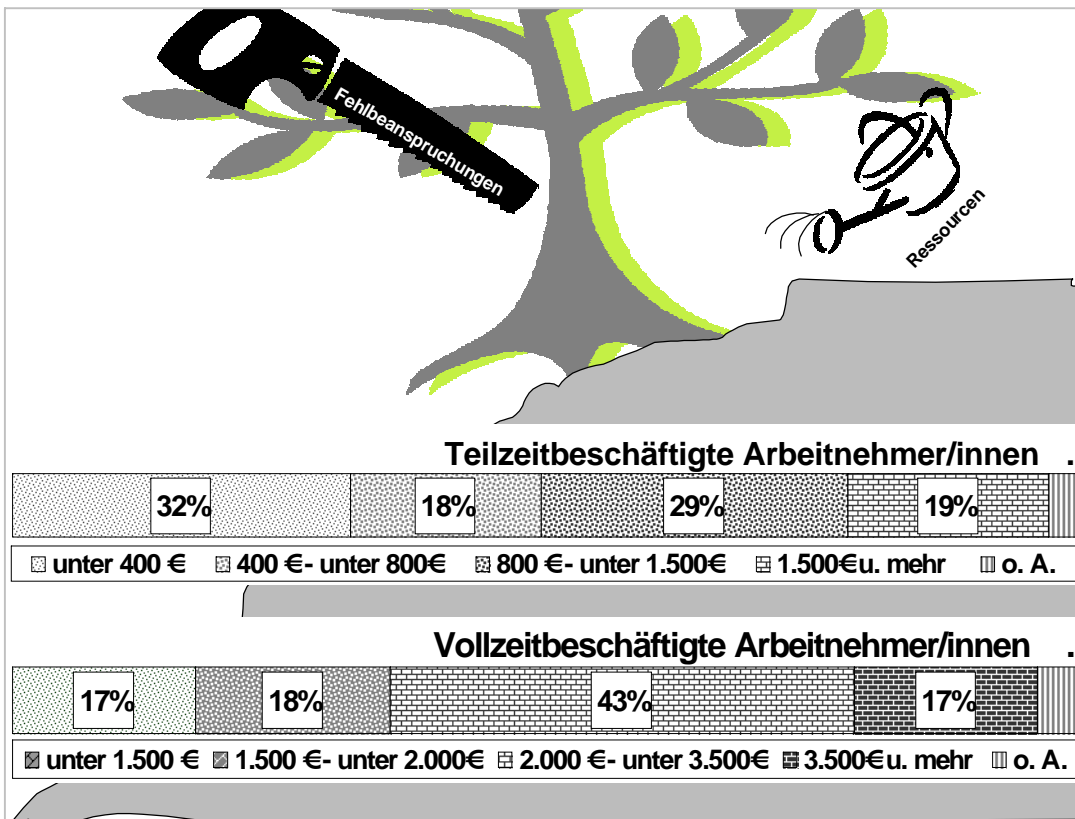 Fehlbeanspruchungen
Ressourcen
Teilzeitbeschäftigte Arbeitnehmer/innen .
32% 18% 29% 19%
unter 400 € 400 €- unter 800€ 800 €- unter 1.500€ 1.500€u. mehr o. A.
Vollzeitbeschäftigte Arbeitnehmer/innen .
17% 18% 43% 17%
unter 1.500 € 1.500 €- unter 2.000€ 2.000 €- unter 3.500€ 3.500€u. mehr o. A.